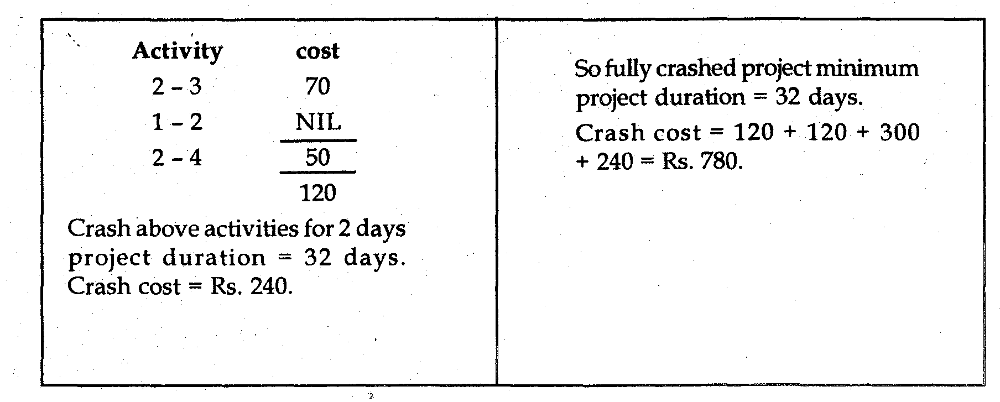 Activity cost
2 – 3 70
1 – 2 NIL
2 – 4 50
120
Crash above activities for 2 days
project duration = 32 days.
Crash cost = Rs. 240.
So fully crashed project minimum
project duration = 32 days.
Crash cost = 120 + 120 + 300
+ 240 = Rs. 780.